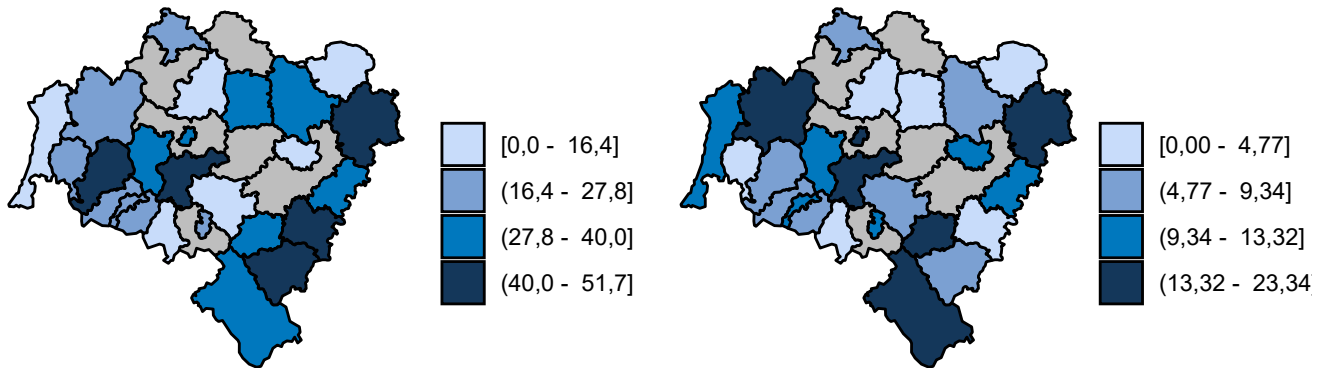 [0,0 - 16,4]
(16,4 - 27,8]
(27,8 - 40,0]
(40,0 - 51,7]
[0,00 - 4,77]
(4,77 - 9,34]
(9,34 - 13,32]
(13,32 - 23,34]